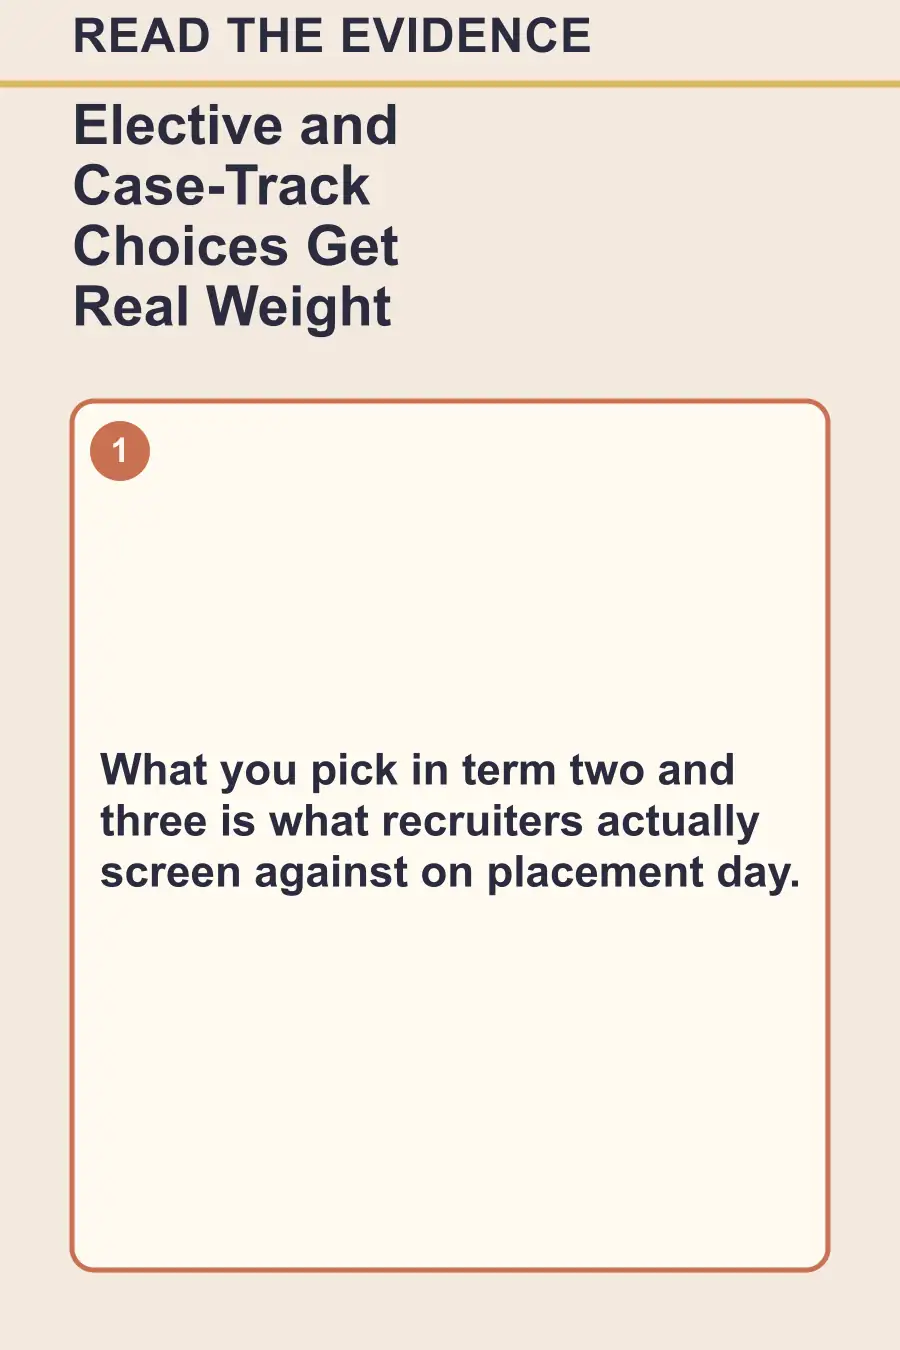 READ THE EVIDENCE
Elective and
Case-Track
Choices Get
Real Weight
1
What you pick in term two and
three is what recruiters actually
screen against on placement day.